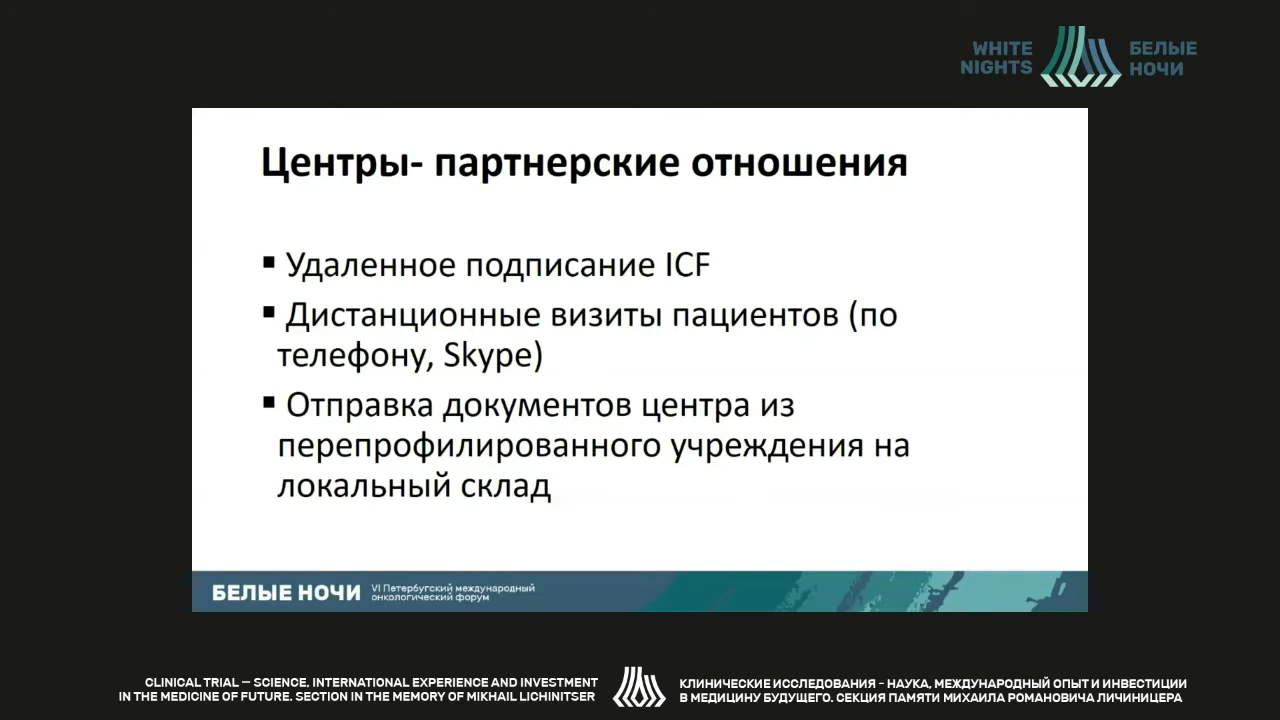 WHITE
NIGHTS
БЕЛЫЕ
НОЧИ
Центры- партнерские отношения
▪ Удаленное подписание ICF
▪ Дистанционные визиты пациентов (по
телефону, Skype)
▪ Отправка документов центра из
перепрофилированного учреждения на
локальный склад
БЕЛЫЕ НОЧИ
VI Петербугский международный
онкологический форум
CLINICAL TRIAL – SCIENCE, INTERNATIONAL EXPERIENCE AND INVESTMENT
IN THE MEDICINE OF FUTURE. SECTION IN THE MEMORY OF MIKHAIL LICHINITSER
КЛИНИЧЕСКИЕ ИССЛЕДОВАНИЯ - НАУКА, МЕЖДУНАРОДНЫЙ ОПЫТ И ИНВЕСТИЦИИ
В МЕДИЦИНУ БУДУЩЕГО. СЕКЦИЯ ПАМЯТИ МИХАИЛА РОМАНОВИЧА ЛИЧИНИЦЕРА